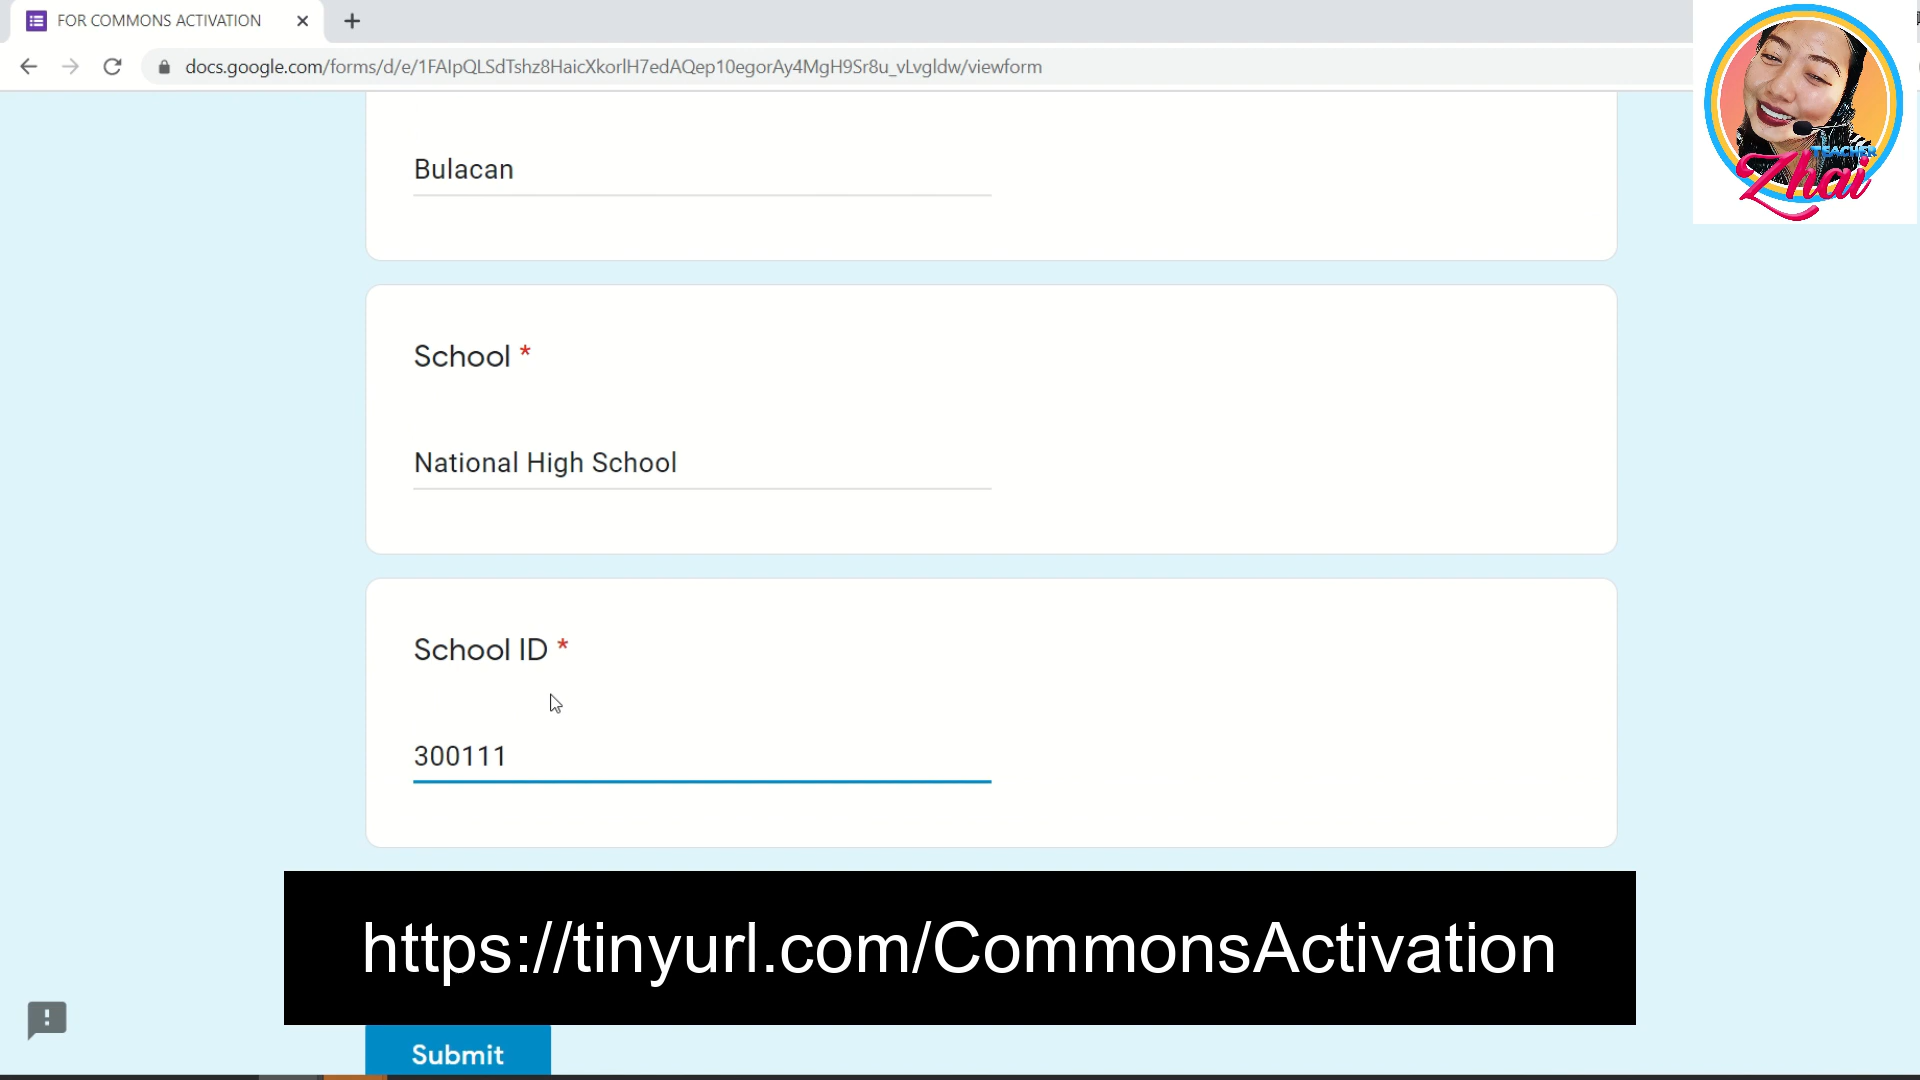 FOR COMMONS ACTIVATION
docs.google.com/forms/d/e/1FAIpQLSdTshz8HaicXkorlH7edAQep10egorAy4MgH9Sr8u_vLvgldw/viewform
TEACHER
Zhai
Bulacan
School *
National High School
School ID *
300111
https://tinyurl.com/CommonsActivation
Submit